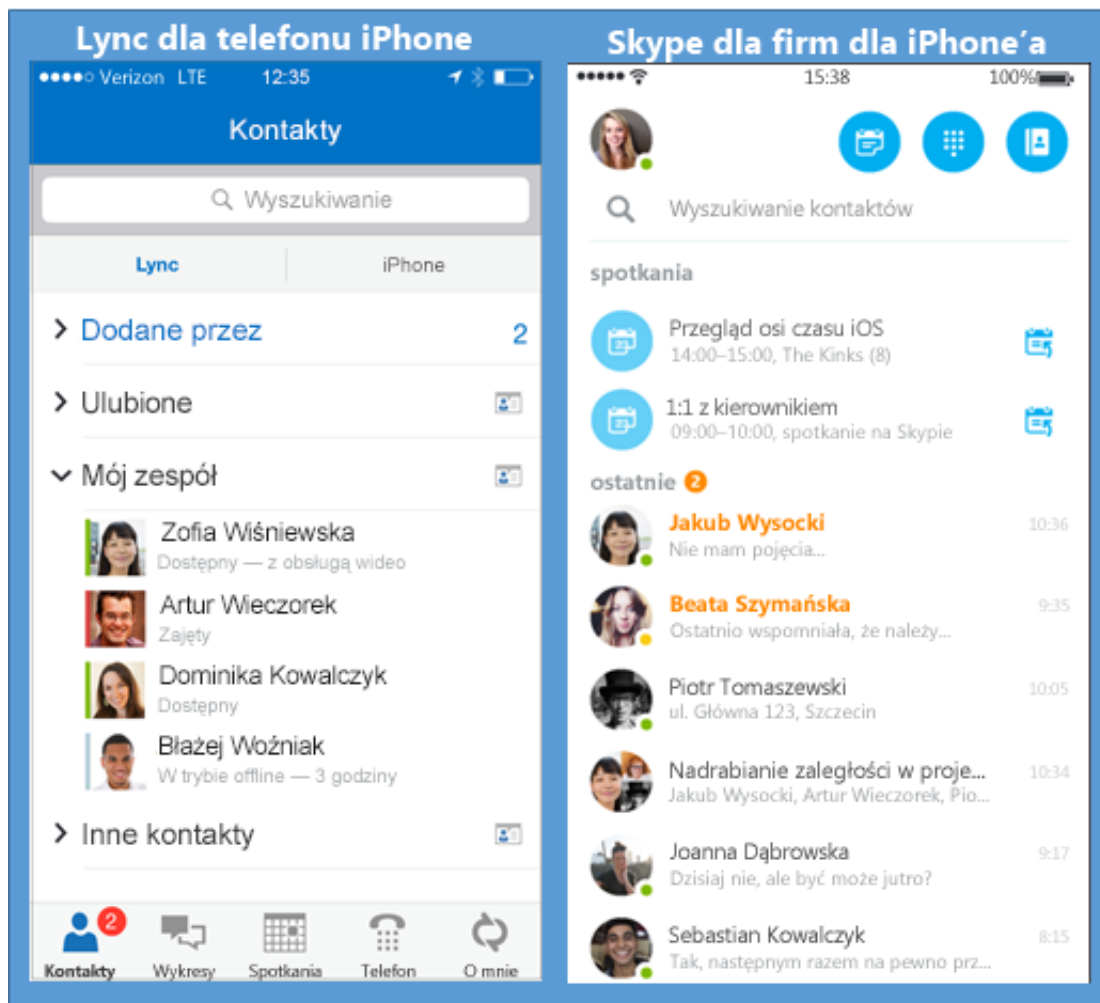 Lync dla telefonu iPhone
Verizon LTE 12:35
Kontakty
Wyszukiwanie
Lync iPhone
Dodane przez 2
Ulubione
Mój zespół
Zofia Wiśniewska
Dostępny — z obsługą wideo
Artur Wieczorek
Zajęty
Dominika Kowalczyk
Dostępny
Błażej Woźniak
W trybie offline — 3 godziny
Inne kontakty
2
Kontakty Wykresy Spotkania Telefon O mnie
Skype dla firm dla iPhone’a
15:38 100%
Wyszukiwanie kontaktów
spotkania
23
Przegląd osi czasu iOS
14:00–15:00, The Kinks (8)
23
1:1 z kierownikiem
09:00–10:00, spotkanie na Skypie
ostatnie 2
Jakub Wysocki 10:36
Nie mam pojęcia...
Beata Szymańska 9:35
Ostatnio wspomniała, że należy...
Piotr Tomaszewski 10:05
ul. Główna 123, Szczecin
Nadrabianie zaległości w proje... 10:34
Jakub Wysocki, Artur Wieczorek, Pio...
Joanna Dąbrowska 9:17
Dzisiaj nie, ale być może jutro?
Sebastian Kowalczyk 8:15
Tak, następnym razem na pewno prz...